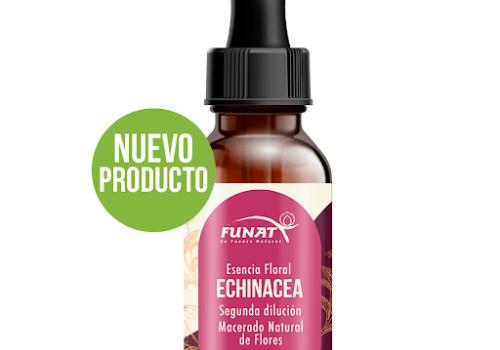 NUEVO
PRODUCTO
FUNAT
de Fuente Natural
Esencia Floral
ECHINACEA
Segunda dilución
Macerado Natural
de Flores